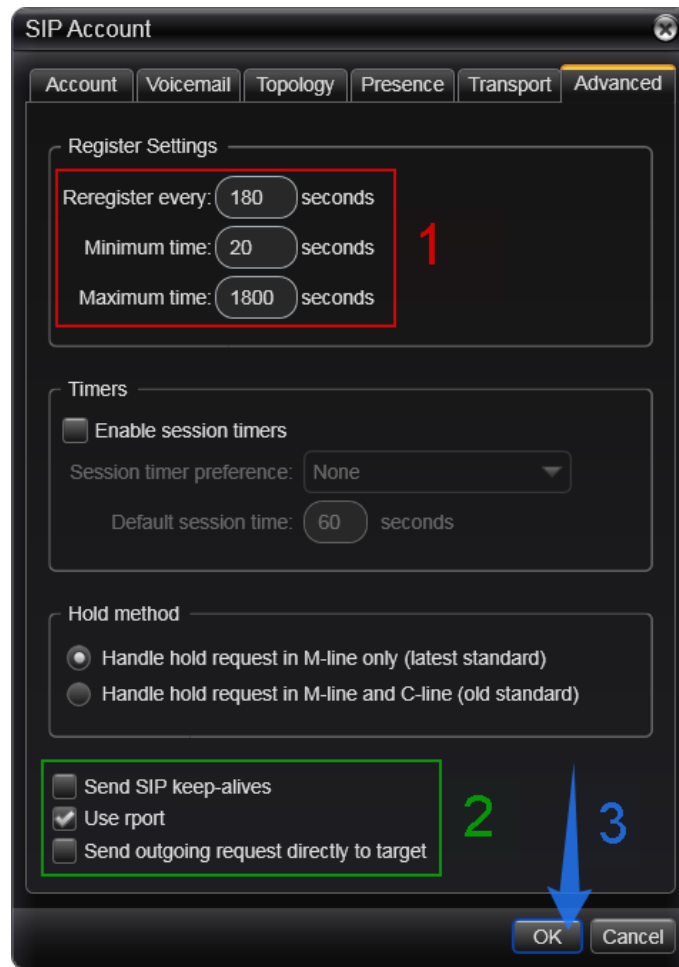 SIP Account
Account Voicemail Topology Presence Transport Advanced
Register Settings
Reregister every: 180 seconds
Minimum time: 20 seconds
Maximum time: 1800 seconds
1
Timers
Enable session timers
Session timer preference: None
Default session time: 60 seconds
Hold method
Handle hold request in M-line only (latest standard)
Handle hold request in M-line and C-line (old standard)
Send SIP keep-alives
Use rport
Send outgoing request directly to target
2
3
OK Cancel